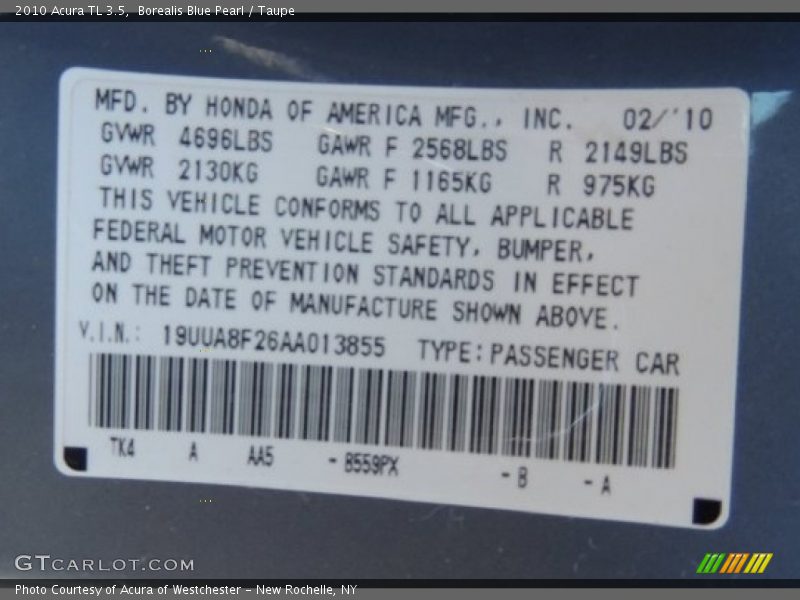 2010 Acura TL 3.5,  Borealis Blue Pearl / Taupe
MFD. BY HONDA OF AMERICA MFG., INC. 02/'10
GVWR 4696LBS GAWR F 2568LBS R 2149LBS
GVWR 2130KG GAWR F 1165KG R 975KG
THIS VEHICLE CONFORMS TO ALL APPLICABLE
FEDERAL MOTOR VEHICLE SAFETY, BUMPER,
AND THEFT PREVENTION STANDARDS IN EFFECT
ON THE DATE OF MANUFACTURE SHOWN ABOVE.
V.I.N.: 19UUA8F26AA013855 TYPE:PASSENGER CAR
TK4 A AA5 -B559PX -B -A
GTCARLOT.COM
Photo Courtesy of Acura of Westchester - New Rochelle, NY